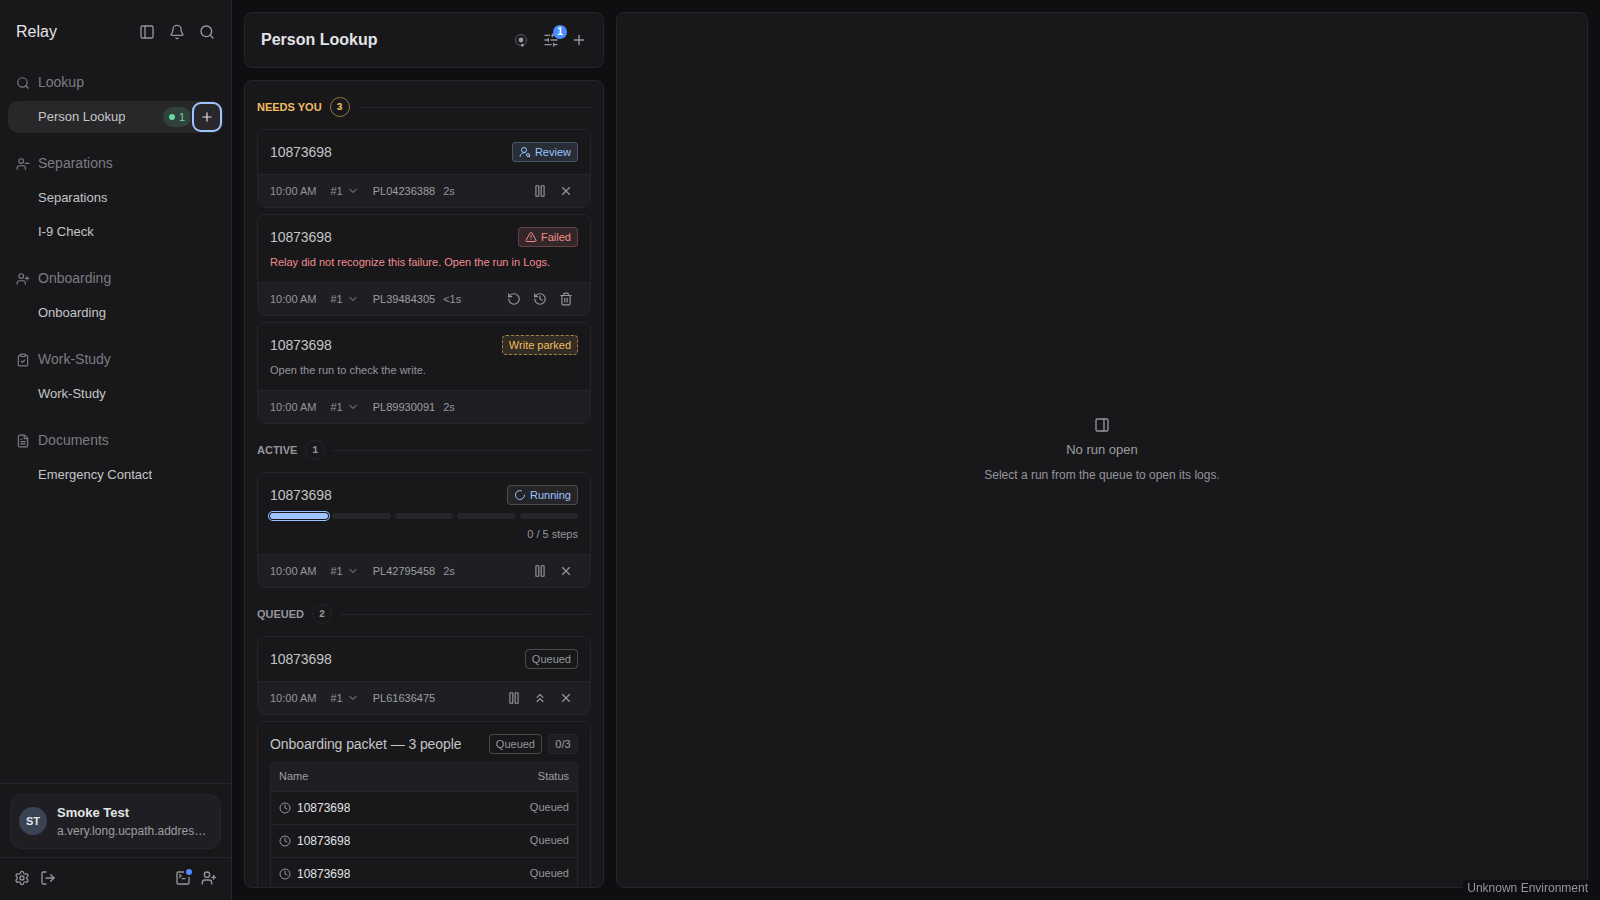 Relay
Lookup
Person Lookup
1
Separations
Separations
I-9 Check
Onboarding
Onboarding
Work-Study
Work-Study
Documents
Emergency Contact
ST
Smoke Test
a.very.long.ucpath.addres…
Person Lookup
1
NEEDS YOU 3
10873698
Review
10:00 AM #1 PL04236388 2s
10873698
Failed
Relay did not recognize this failure. Open the run in Logs.
10:00 AM #1 PL39484305 <1s
10873698
Write parked
Open the run to check the write.
10:00 AM #1 PL89930091 2s
ACTIVE 1
10873698
Running
0 / 5 steps
10:00 AM #1 PL42795458 2s
QUEUED 2
10873698
Queued
10:00 AM #1 PL61636475
Onboarding packet — 3 people
Queued 0/3
Name Status
10873698 Queued
10873698 Queued
10873698 Queued
No run open
Select a run from the queue to open its logs.
Unknown Environment